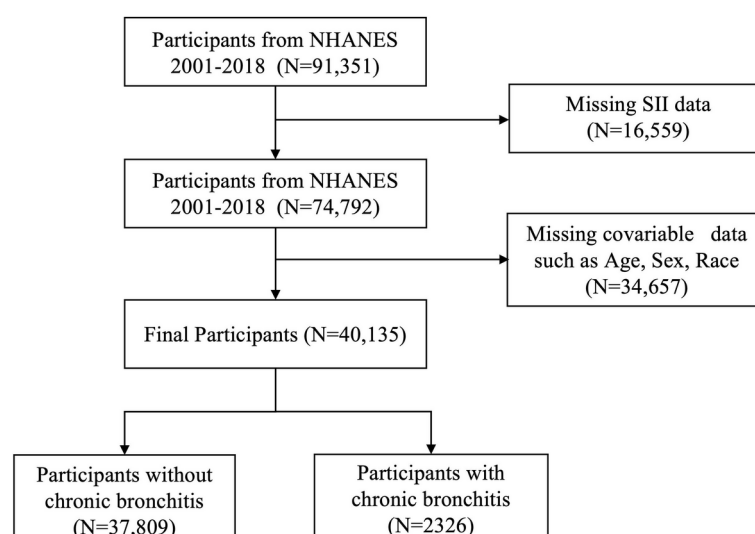 Participants from NHANES
2001-2018 (N=91,351)
Missing SII data
(N=16,559)
Participants from NHANES
2001-2018 (N=74,792)
Missing covariable data
such as Age, Sex, Race
(N=34,657)
Final Participants (N=40,135)
Participants without
chronic bronchitis
(N=37,809)
Participants with
chronic bronchitis
(N=2326)